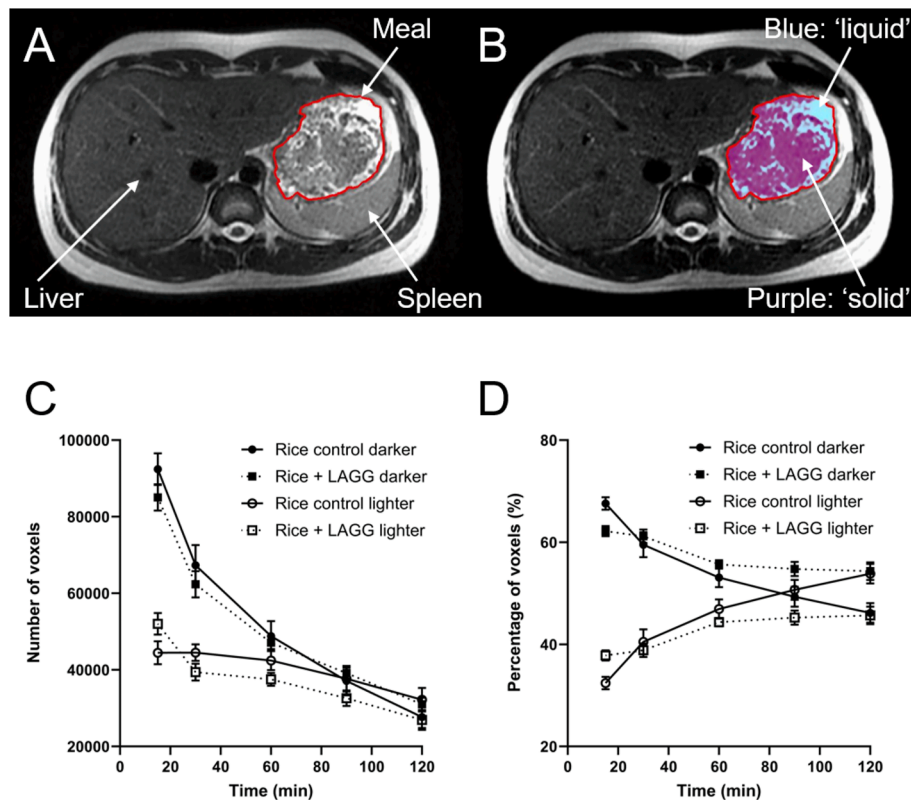 A
Meal
Liver
Spleen
B
Blue: ‘liquid’
Purple: ‘solid’
C
Number of voxels
100000
80000
60000
40000
20000
0 20 40 60 80 100 120
Time (min)
Rice control darker
Rice + LAGG darker
Rice control lighter
Rice + LAGG lighter
D
Percentage of voxels (%)
80
60
40
20
0 20 40 60 80 100 120
Time (min)
Rice control darker
Rice + LAGG darker
Rice control lighter
Rice + LAGG lighter